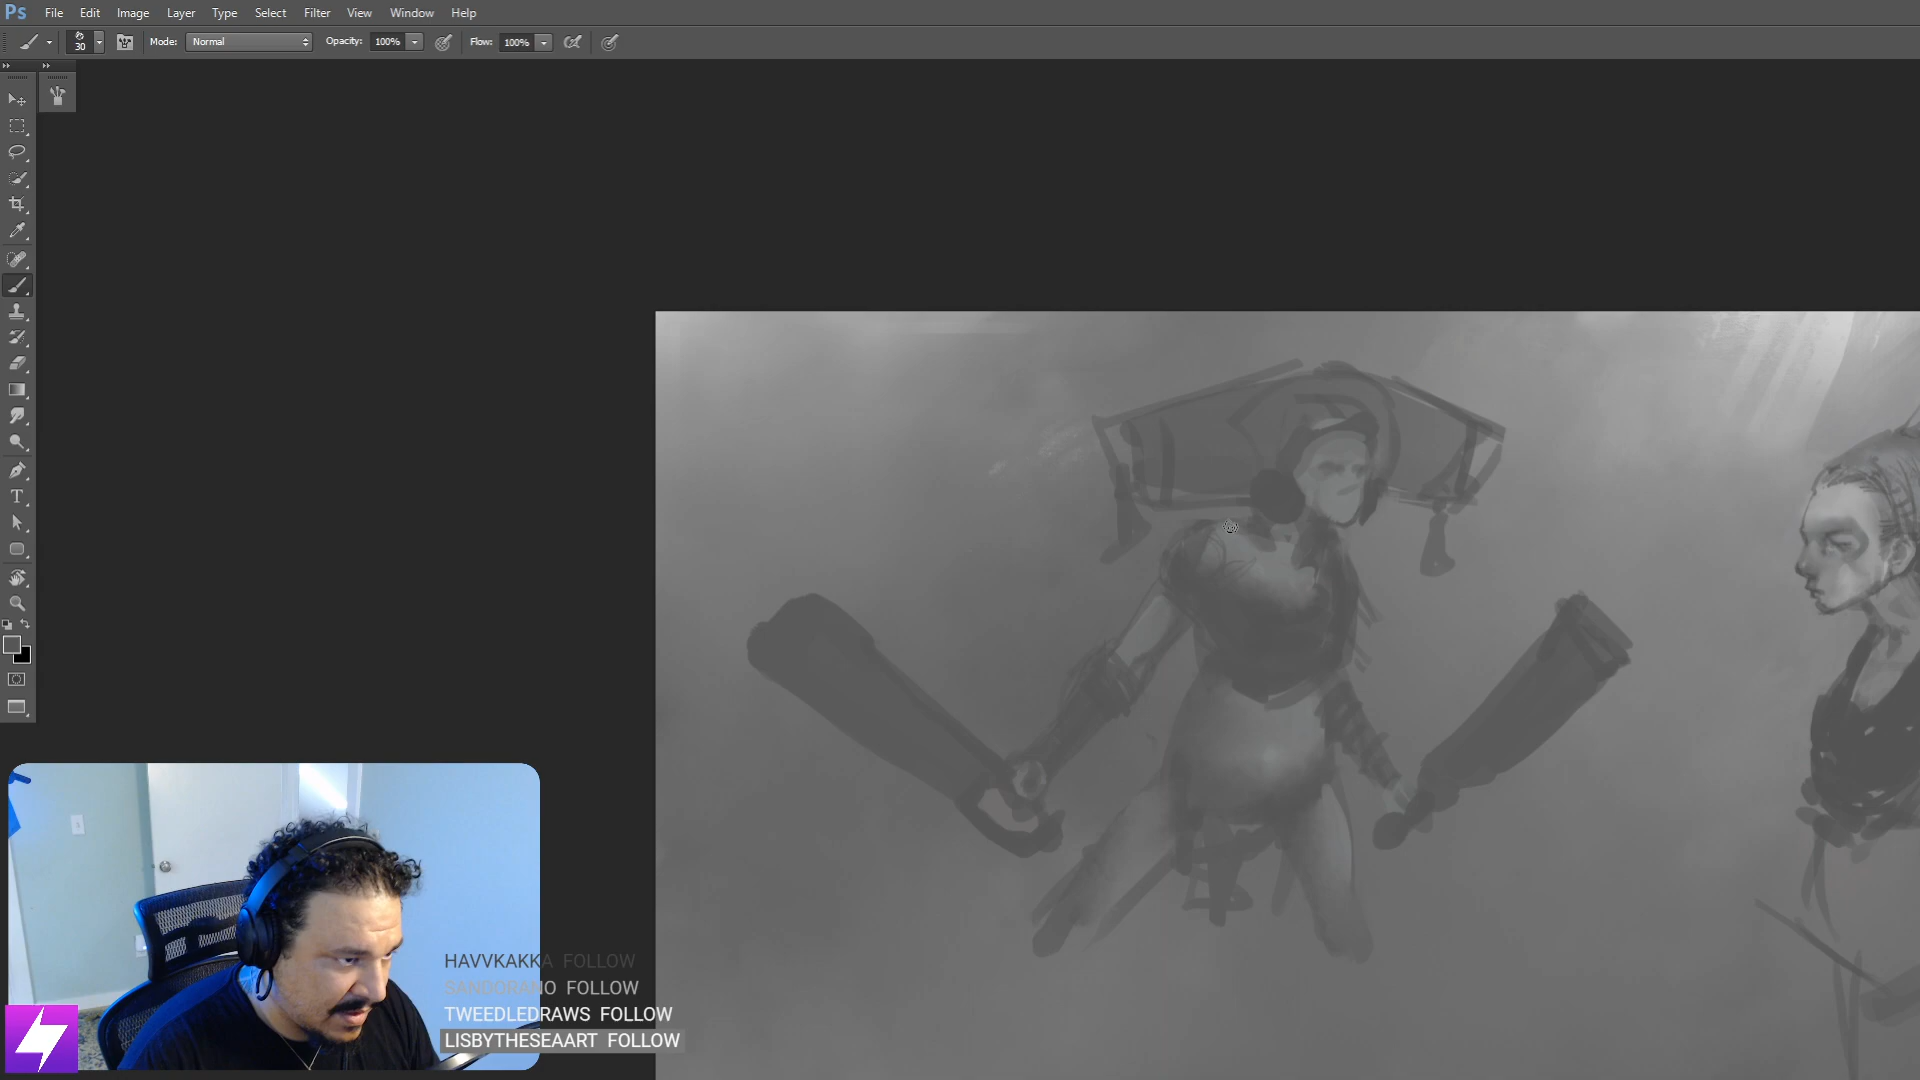 Ps File Edit Image Layer Type Select Filter View Window Help
30 Mode: Normal Opacity: 100% Flow: 100%
T
HAVVKAKKA FOLLOW
SANDORANO FOLLOW
TWEEDLEDRAWS FOLLOW
LISBYTHESEAART FOLLOW